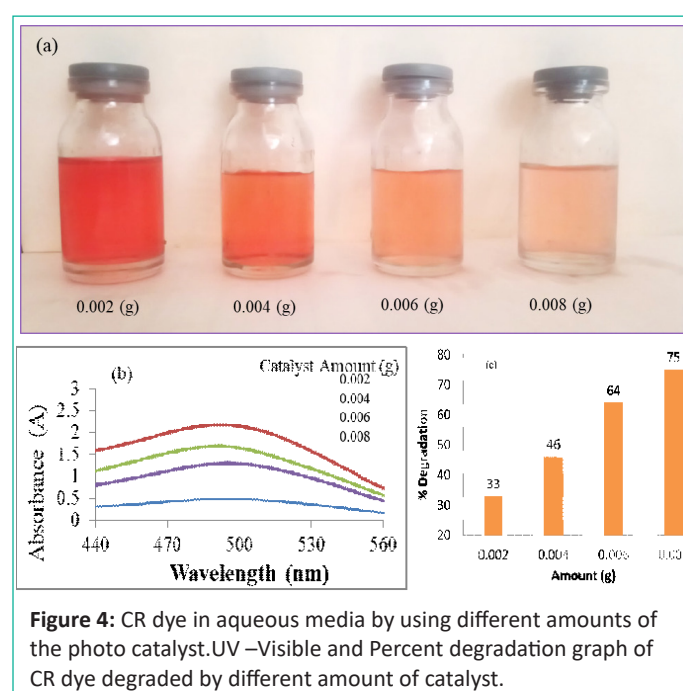 (a)
0.002 (g) 0.004 (g) 0.006 (g) 0.008 (g)
(b)
Catalyst Amount (g)
0.002
0.004
0.006
0.008
Absorbance (A)
3
2.5
2
1.5
1
0.5
0
440 470 500 530 560
Wavelength (nm)
(c)
% Degradation
80
70
60
50
40
30
20
33
46
64
75
0.002 0.004 0.006 0.00
Amount (g)
Figure 4: CR dye in aqueous media by using different amounts of
the photo catalyst.UV –Visible and Percent degradation graph of
CR dye degraded by different amount of catalyst.